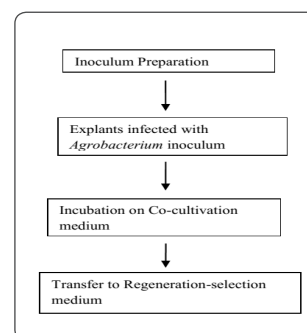 Inoculum Preparation
Explants infected with
Agrobacterium inoculum
Incubation on Co-cultivation
medium
Transfer to Regeneration-selection
medium